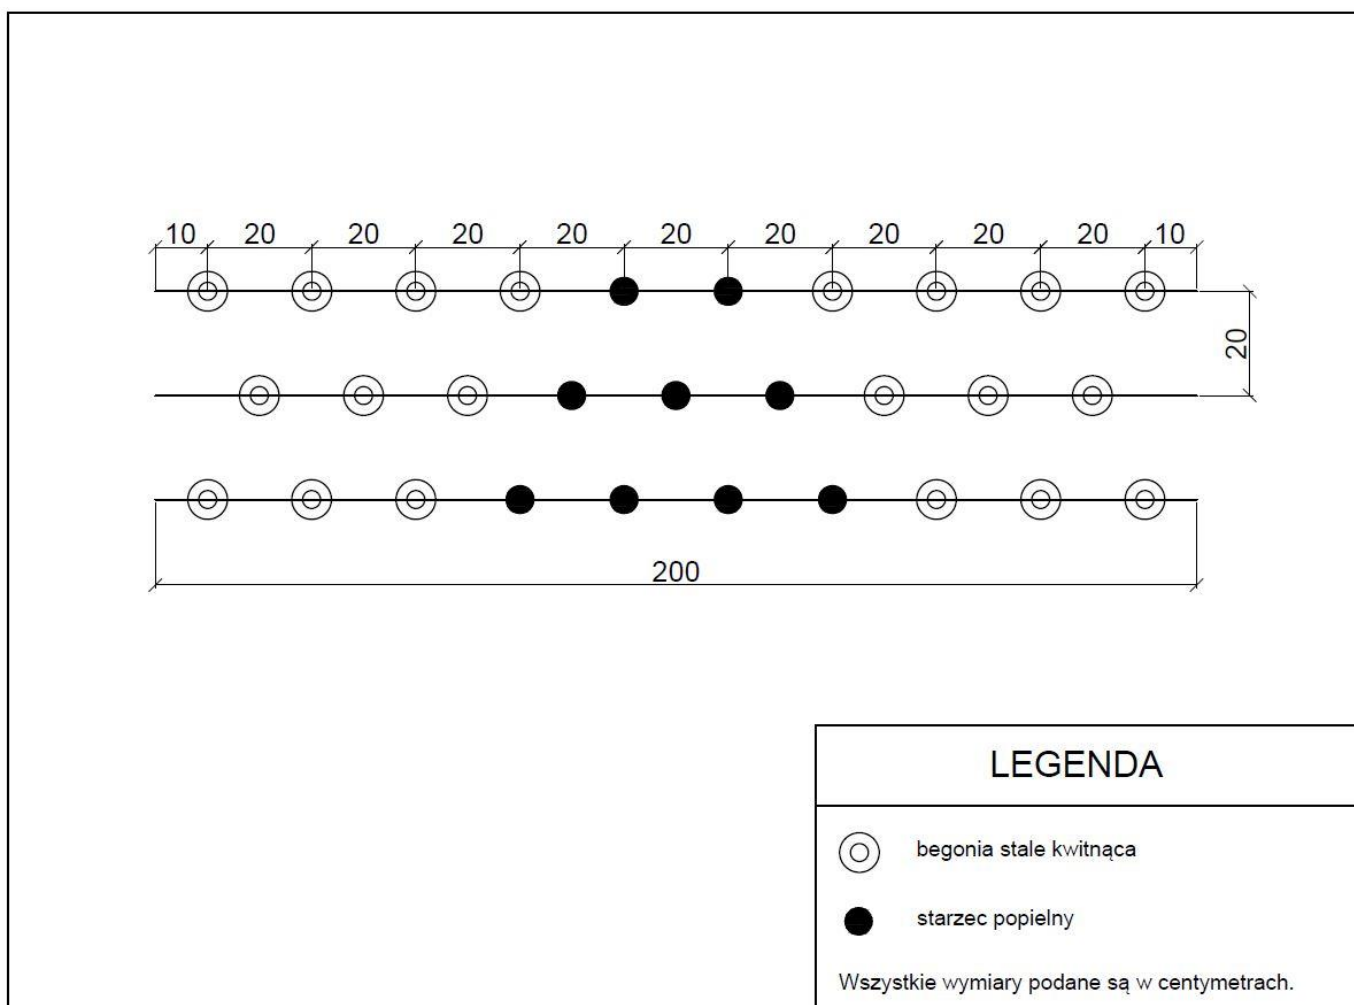 10 20 20 20 20 20 20 20 20 20 10
20
200
LEGENDA
begonia stale kwitnąca
starzec popielny
Wszystkie wymiary podane są w centymetrach.